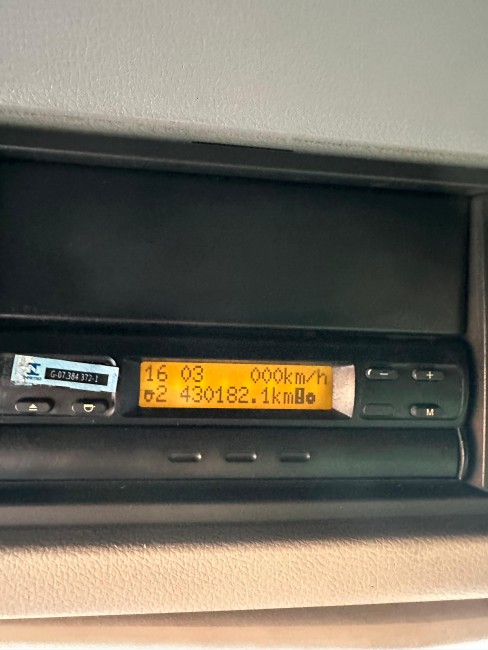 G-07.384.372-1
16 03 000km/h
2 430182.1km
− +
M